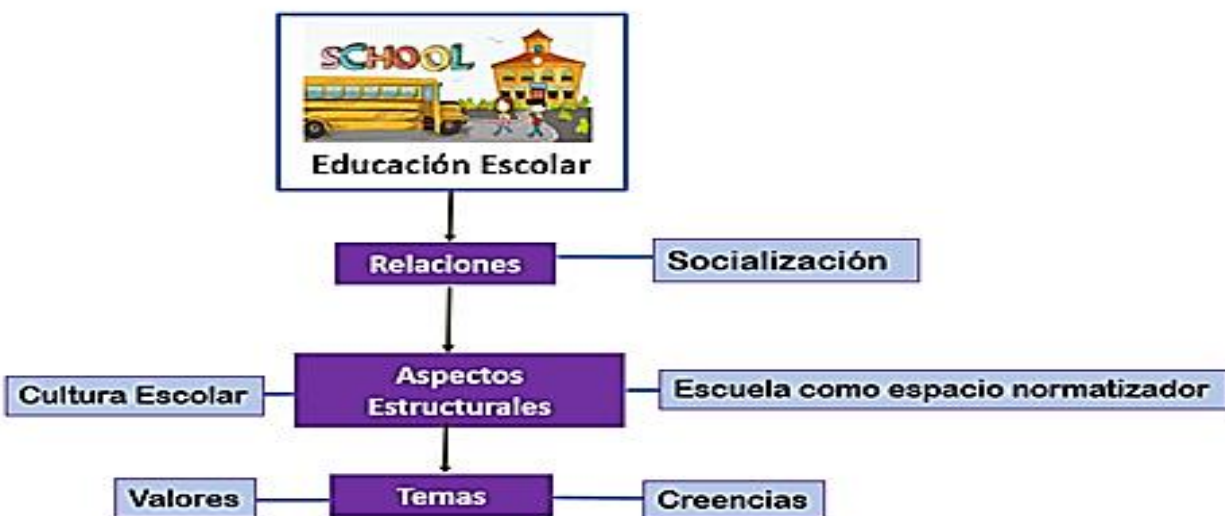 SCHOOL
Educación Escolar
Relaciones
Socialización
Cultura Escolar
Aspectos
Estructurales
Escuela como espacio normatizador
Valores
Temas
Creencias